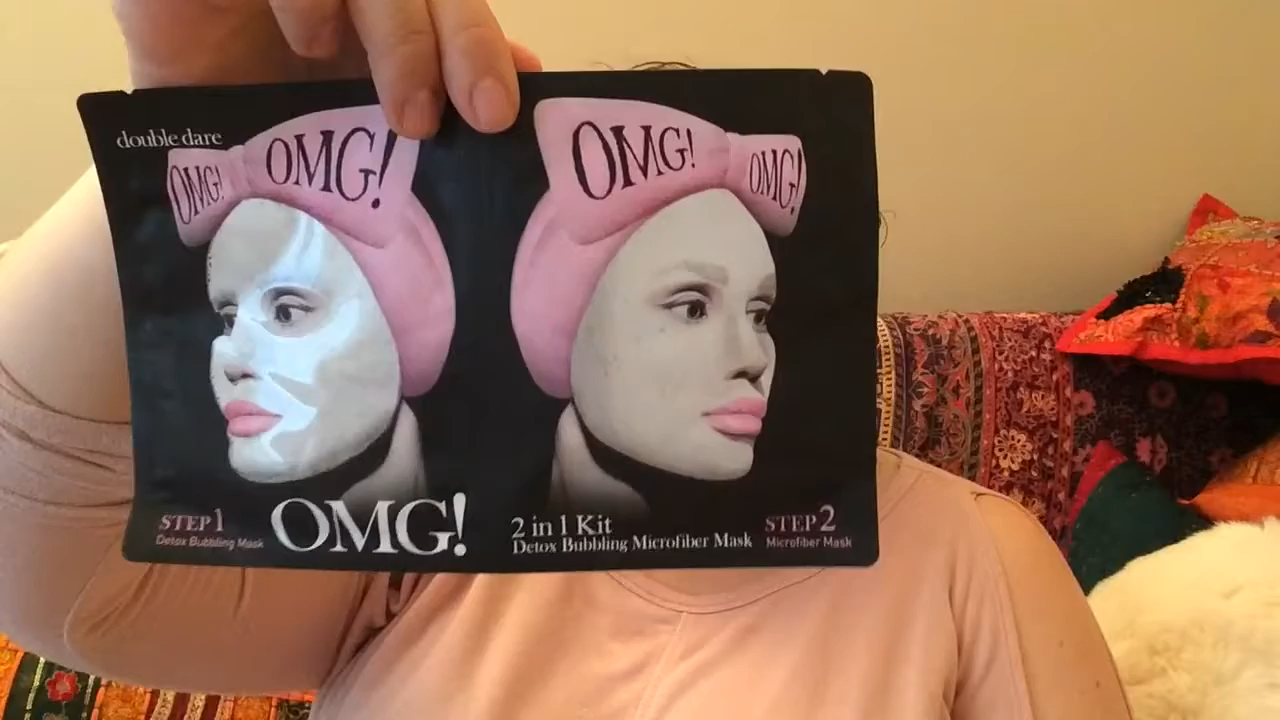 double dare
OMG!
OMG!
OMG!
OMG!
STEP 1
Detox Bubbling Mask
OMG!
2 in 1 Kit
Detox Bubbling Microfiber Mask
STEP 2
Microfiber Mask